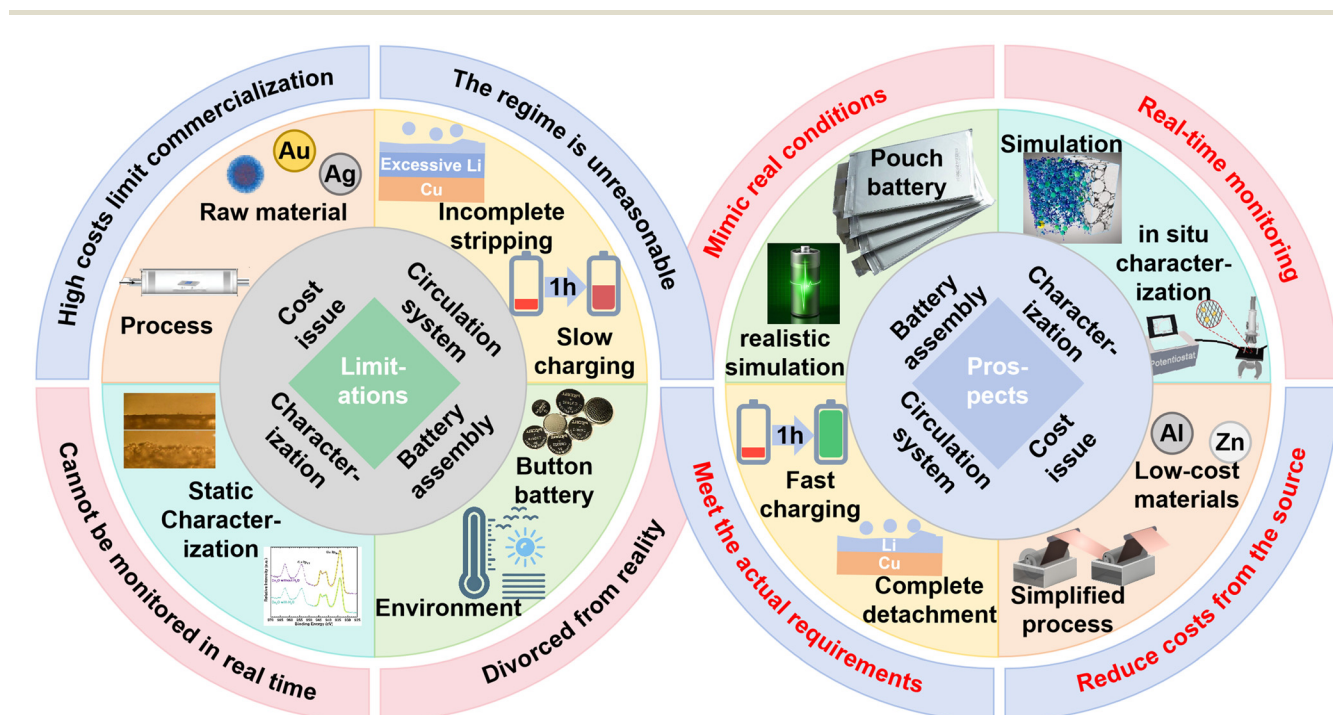 High costs limit commercialization
The regime is unreasonable
Cannot be monitored in real time
Divorced from reality
Au
Ag
Raw material
Process
Excessive Li
Cu
Incomplete
stripping
1h
Slow
charging
Cost
issue
Circulation
system
Limit-
ations
Character-
ization
Battery
assembly
Static
Character-
ization
Button
battery
Environment
Mimic real conditions
Real-time monitoring
Meet the actual requirements
Reduce costs from the source
Pouch
battery
realistic
simulation
Simulation
in situ
character-
ization
Potentiostat
Battery
assembly
Character-
ization
Pros-
pects
Circulation
system
Cost
issue
1h
Fast
charging
Li
Cu
Complete
detachment
Al
Zn
Low-cost
materials
Simplified
process